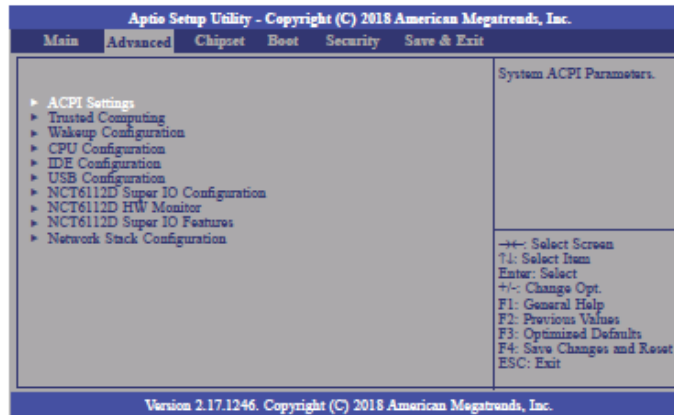 Aptio Setup Utility - Copyright (C) 2018 American Megatrends, Inc.
Main Advanced Chipset Boot Security Save & Exit
► ACPI Settings
► Trusted Computing
► Wakeup Configuration
► CPU Configuration
► IDE Configuration
► USB Configuration
► NCT6112D Super IO Configuration
► NCT6112D HW Monitor
► NCT6112D Super IO Features
► Network Stack Configuration
System ACPI Parameters.
→←: Select Screen
↑↓: Select Item
Enter: Select
+/-: Change Opt.
F1: General Help
F2: Previous Values
F3: Optimized Defaults
F4: Save Changes and Reset
ESC: Exit
Version 2.17.1246. Copyright (C) 2018 American Megatrends, Inc.